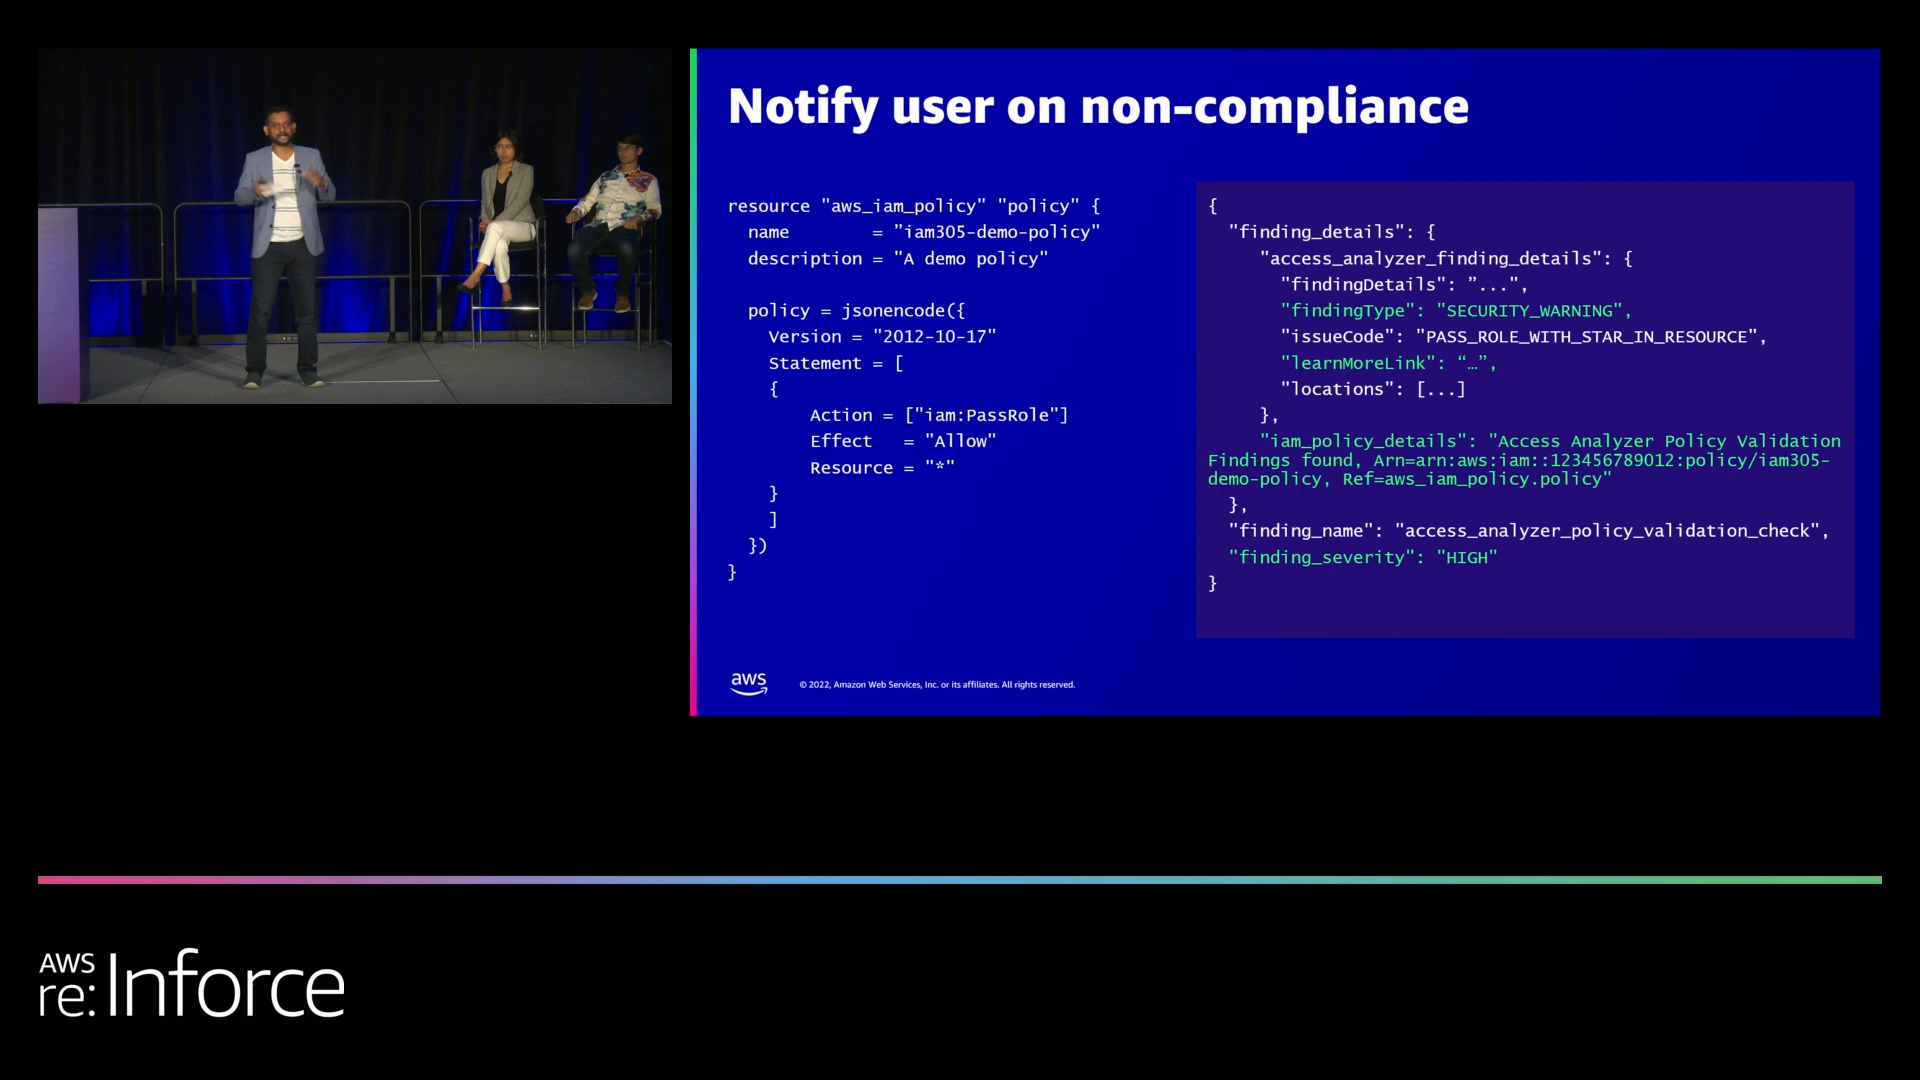 Notify user on non-compliance
resource "aws_iam_policy" "policy" {
name = "iam305-demo-policy"
description = "A demo policy"
policy = jsonencode({
Version = "2012-10-17"
Statement = [
{
Action = ["iam:PassRole"]
Effect = "Allow"
Resource = "*"
}
]
})
}
{
"finding_details": {
"access_analyzer_finding_details": {
"findingDetails": ”...",
"findingType": "SECURITY_WARNING",
"issueCode": "PASS_ROLE_WITH_STAR_IN_RESOURCE",
"learnMoreLink": “…”,
"locations": [...]
},
"iam_policy_details": "Access Analyzer Policy Validation
Findings found, Arn=arn:aws:iam::123456789012:policy/iam305-
demo-policy, Ref=aws_iam_policy.policy"
},
"finding_name": "access_analyzer_policy_validation_check",
"finding_severity": "HIGH"
}
aws
© 2022, Amazon Web Services, Inc. or its affiliates. All rights reserved.
AWS
re:Inforce